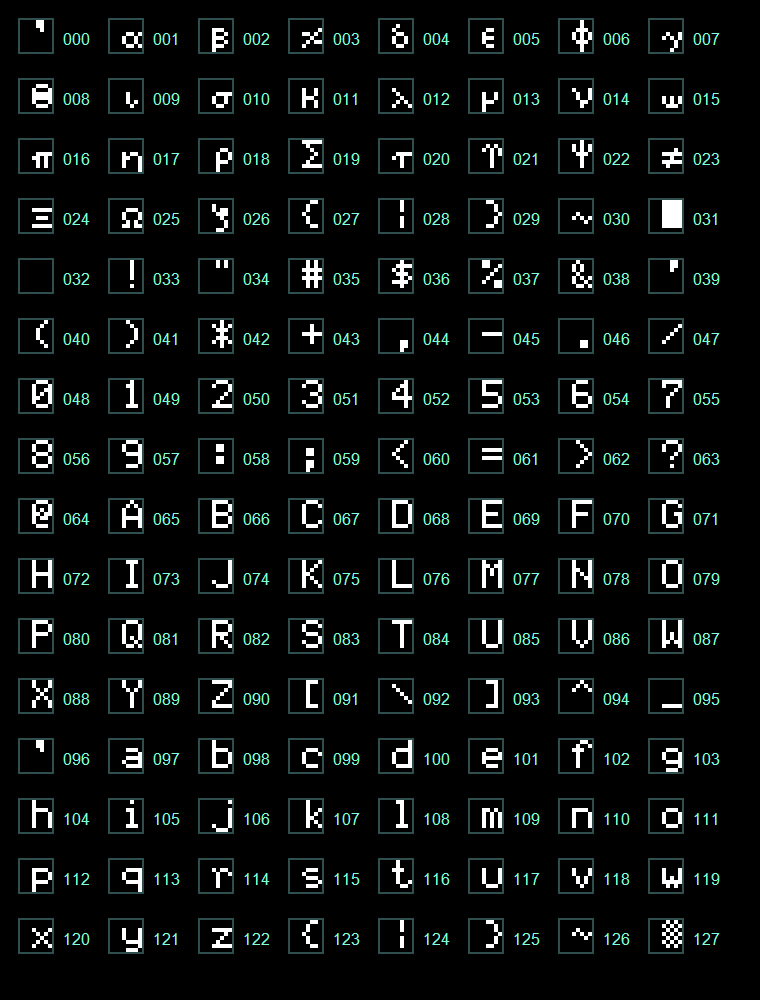 ` 000 α 001 β 002 χ 003 δ 004 ε 005 ϕ 006 γ 007
θ 008 ι 009 σ 010 K 011 λ 012 μ 013 ν 014 ω 015
π 016 η 017 ρ 018 Σ 019 τ 020 ϒ 021 Ψ 022 ≠ 023
Ξ 024 Ω 025 ζ 026 { 027 ¦ 028 } 029 ~ 030 █ 031
032 ! 033 " 034 # 035 $ 036 % 037 & 038 ' 039
( 040 ) 041 * 042 + 043 , 044 - 045 . 046 / 047
0 048 1 049 2 050 3 051 4 052 5 053 6 054 7 055
8 056 9 057 : 058 ; 059 < 060 = 061 > 062 ? 063
@ 064 A 065 B 066 C 067 D 068 E 069 F 070 G 071
H 072 I 073 J 074 K 075 L 076 M 077 N 078 O 079
P 080 Q 081 R 082 S 083 T 084 U 085 V 086 W 087
X 088 Y 089 Z 090 [ 091 \ 092 ] 093 ^ 094 _ 095
` 096 a 097 b 098 c 099 d 100 e 101 f 102 g 103
h 104 i 105 j 106 k 107 l 108 m 109 n 110 o 111
p 112 q 113 r 114 s 115 t 116 u 117 v 118 w 119
x 120 y 121 z 122 { 123 ¦ 124 } 125 ~ 126 ▒ 127